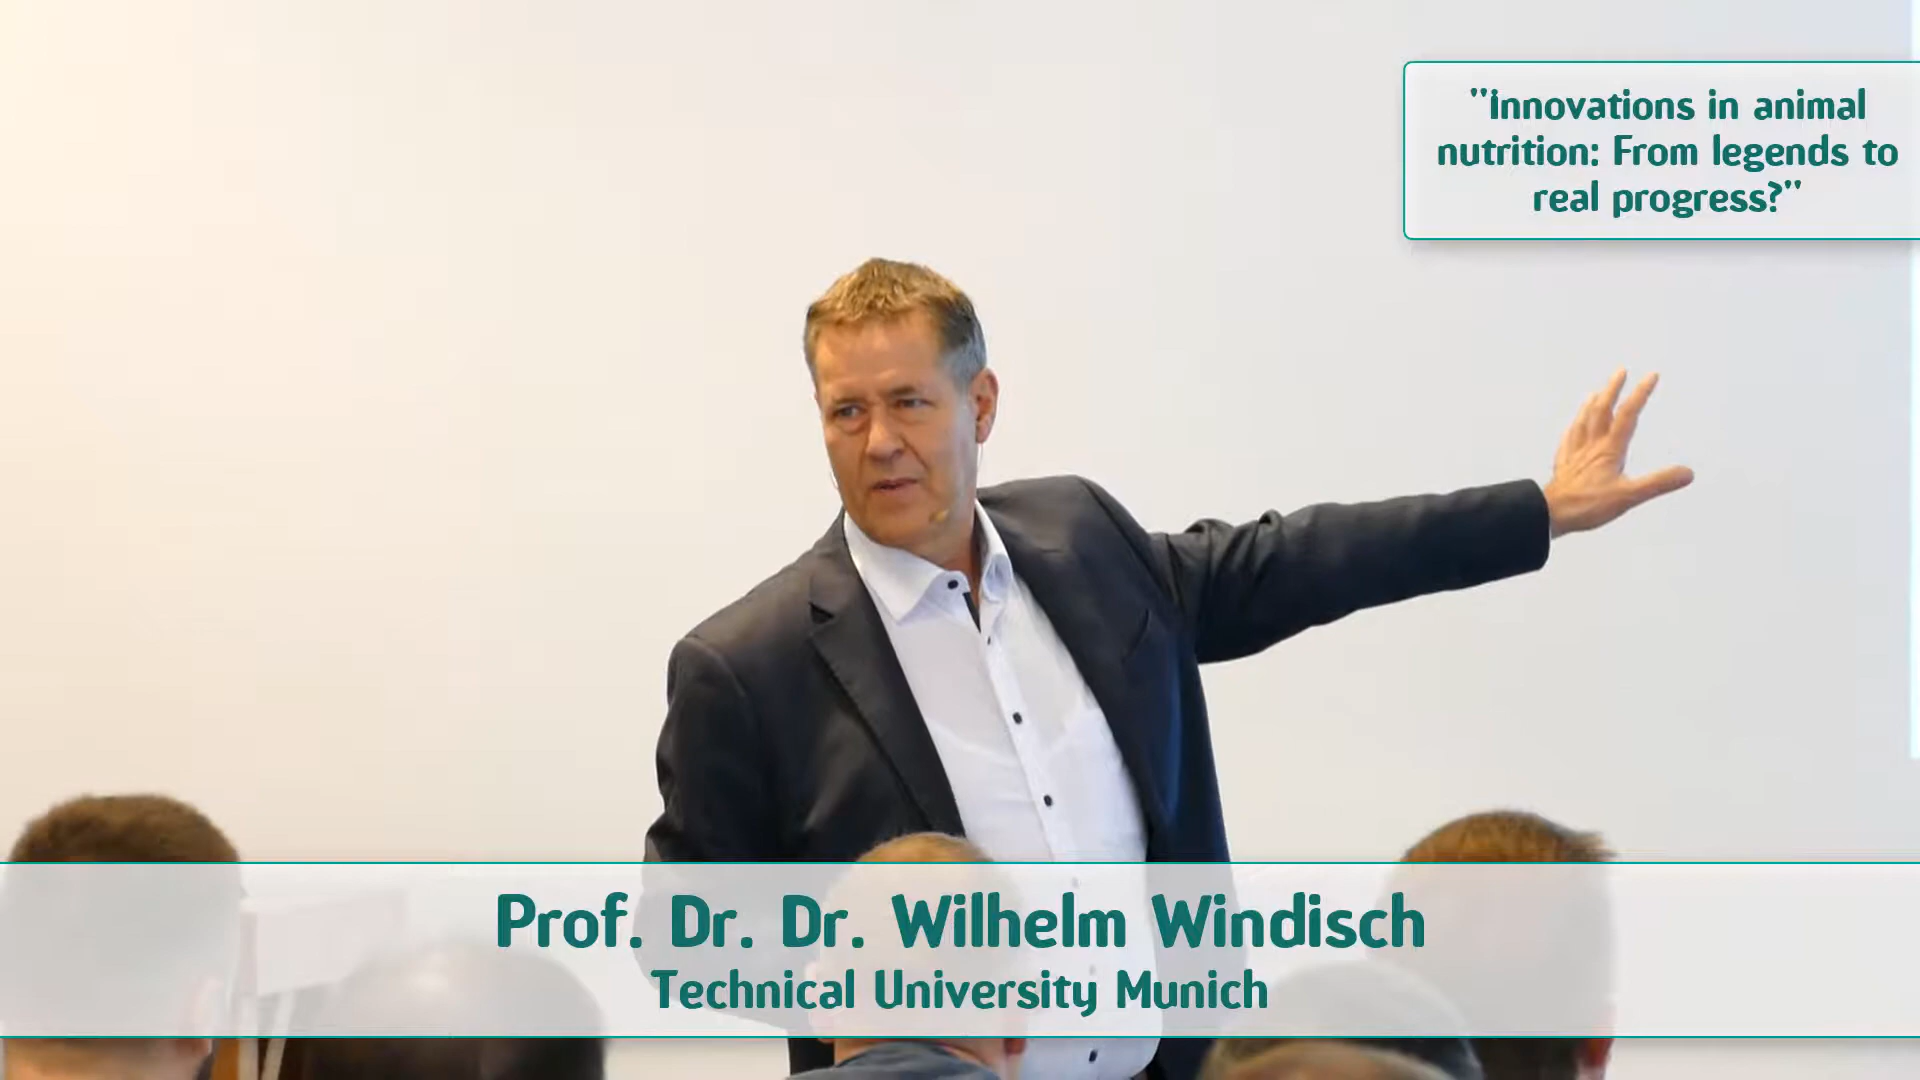 "Innovations in animal
nutrition: From legends to
real progress?"
Prof. Dr. Dr. Wilhelm Windisch
Technical University Munich